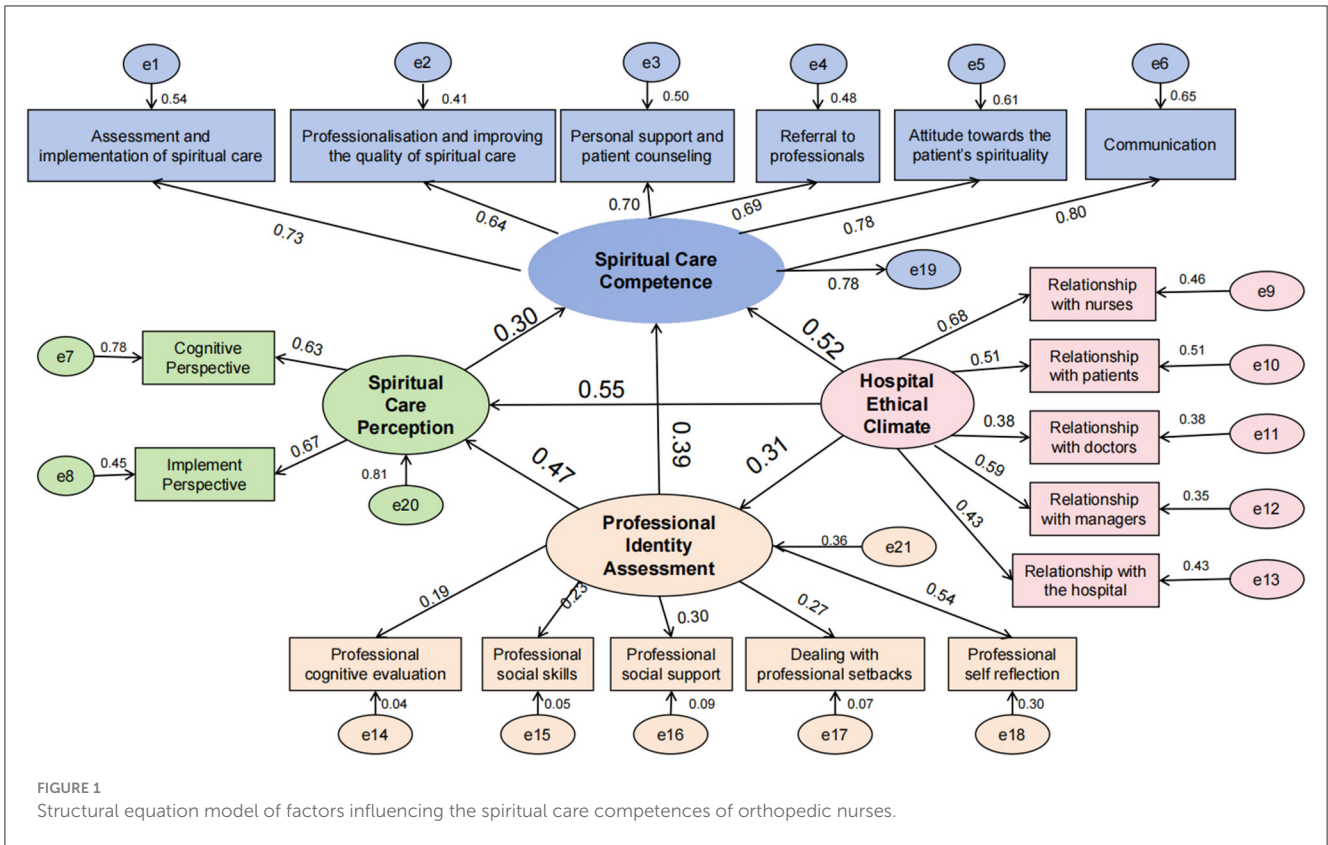 e1
e2
e3
e4
e5
e6
0.54
0.41
0.50
0.48
0.61
0.65
Assessment and
implementation of spiritual care
Professionalisation and improving
the quality of spiritual care
Personal support and
patient counseling
Referral to
professionals
Attitude towards the
patient's spirituality
Communication
0.73
0.64
0.70
0.69
0.78
0.80
Spiritual Care
Competence
0.78
e19
0.30
0.52
0.55
0.39
0.47
0.31
e7
0.78
Cognitive
Perspective
0.63
e8
0.45
Implement
Perspective
0.67
Spiritual
Care
Perception
0.81
e20
Hospital
Ethical
Climate
0.68
Relationship
with nurses
0.46
e9
0.51
Relationship
with patients
0.51
e10
0.38
Relationship
with doctors
0.38
e11
0.59
Relationship
with managers
0.35
e12
0.43
Relationship with
the hospital
0.43
e13
Professional
Identity
Assessment
0.36
e21
0.19
0.23
0.30
0.27
0.54
Professional
cognitive evaluation
Professional
social skills
Professional
social support
Dealing with
professional setbacks
Professional
self reflection
0.04
0.05
0.09
0.07
0.30
e14
e15
e16
e17
e18
FIGURE 1
Structural equation model of factors influencing the spiritual care competences of orthopedic nurses.